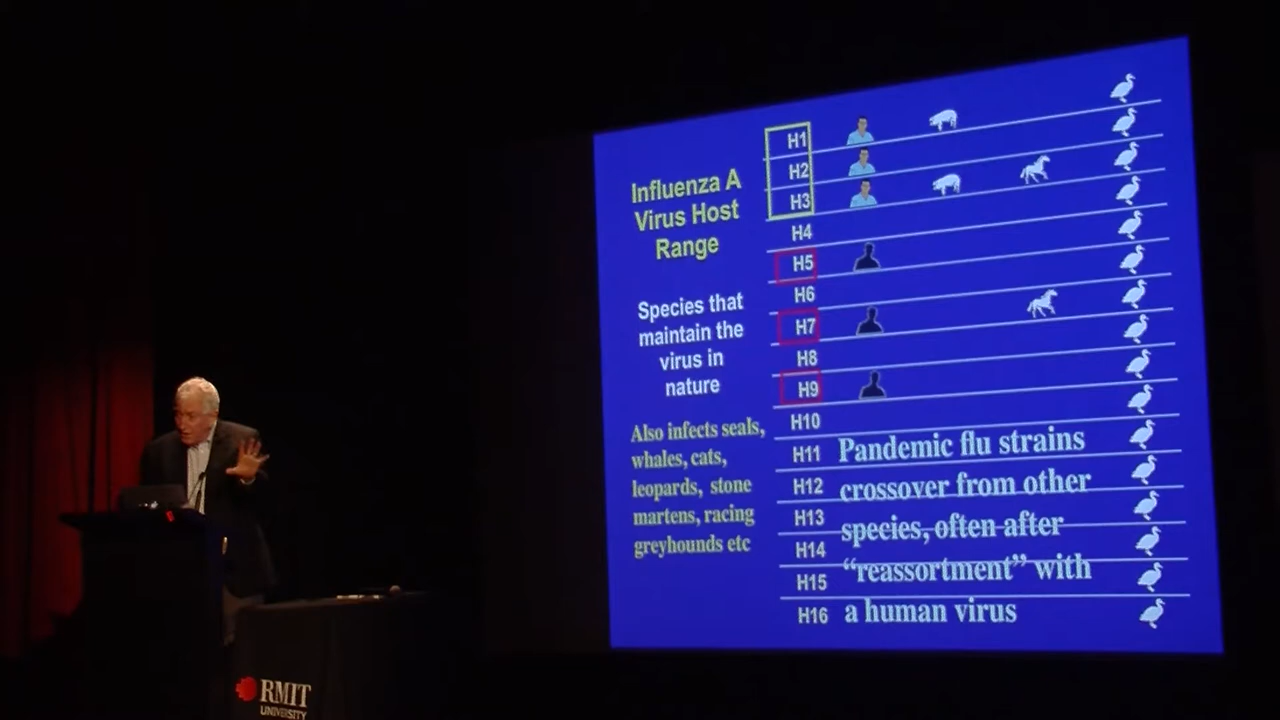 Influenza A
Virus Host
Range
Species that
maintain the
virus in
nature
Also infects seals,
whales, cats,
leopards, stone
martens, racing
greyhounds etc
H1
H2
H3
H4
H5
H6
H7
H8
H9
H10
H11
H12
H13
H14
H15
H16
Pandemic flu strains
crossover from other
species, often after
“reassortment” with
a human virus
RMIT
UNIVERSITY